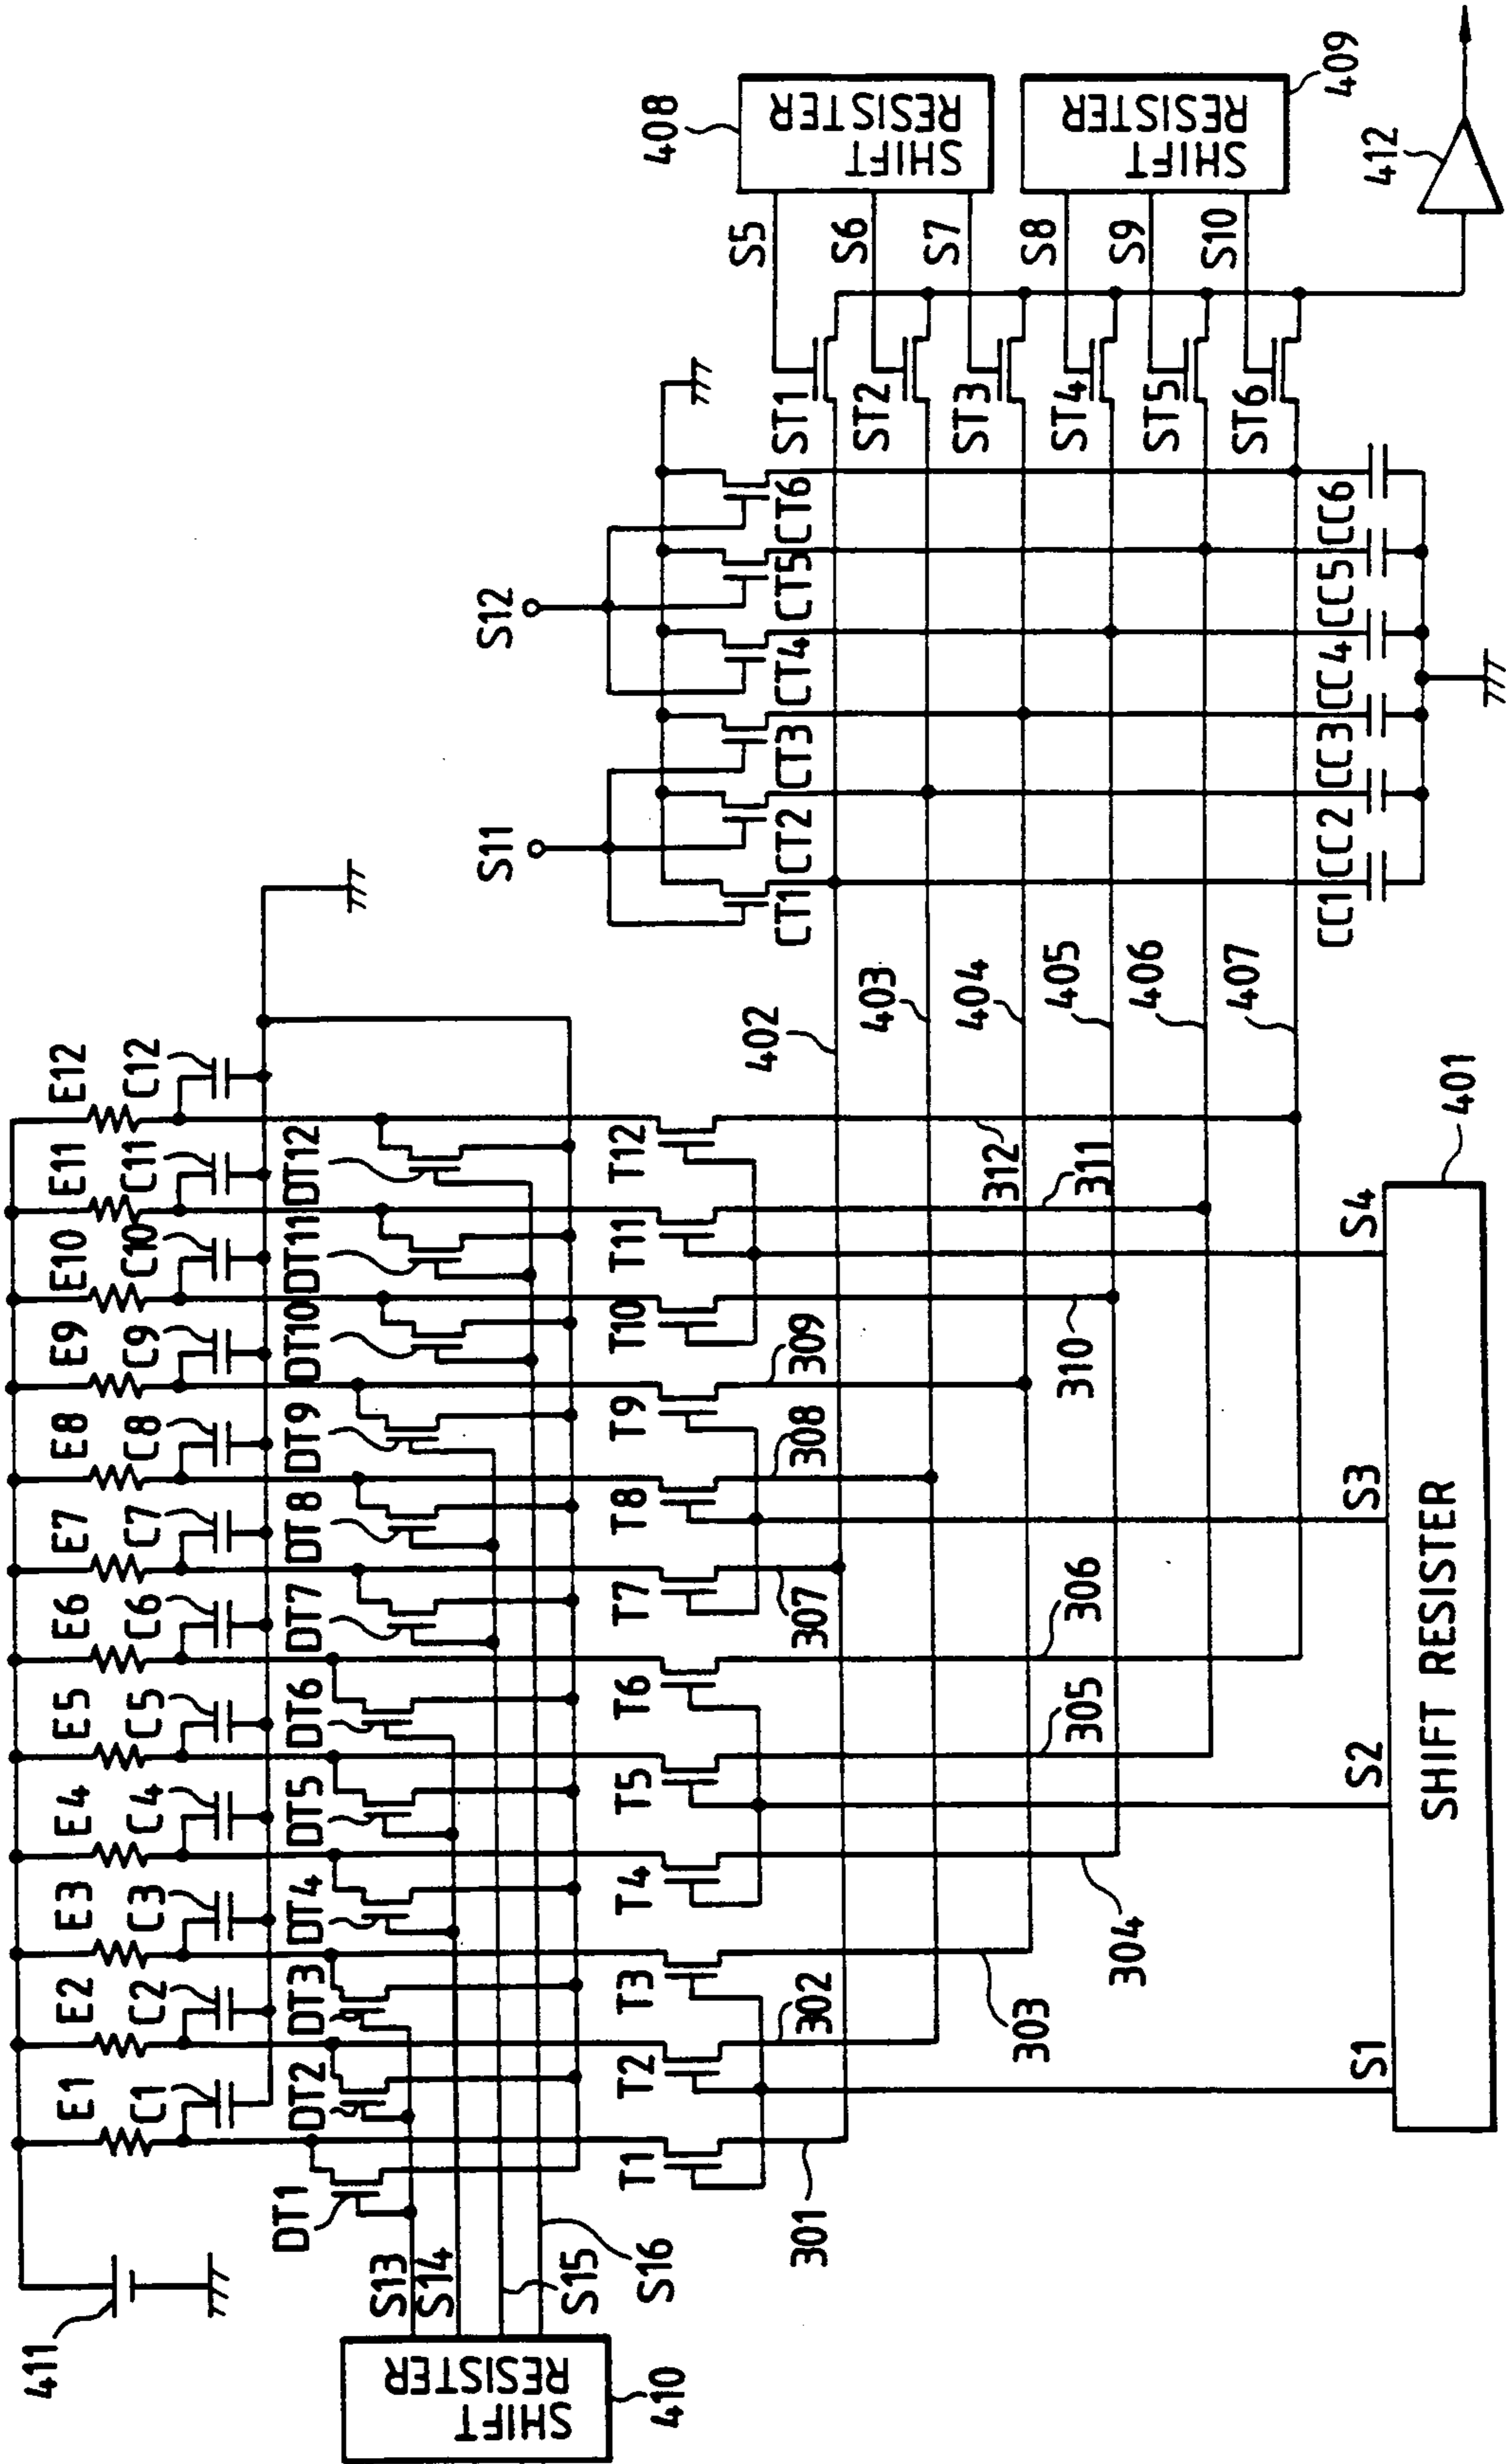 411
E1
E2
E3
E4
E5
E6
E7
E8
E9
E10
E11
E12
C1
C2
C3
C4
C5
C6
C7
C8
C9
C10
C11
C12
DT1
DT2
DT3
DT4
DT5
DT6
DT7
DT8
DT9
DT10
DT11
DT12
SHIFT
RESISTER
410
S13
S14
S15
S16
T1
T2
T3
T4
T5
T6
T7
T8
T9
T10
T11
T12
301
302
303
304
305
306
307
308
309
310
311
312
S1
S2
S3
S4
SHIFT RESISTER
401
402
403
404
405
406
407
S11
S12
CT1
CT2
CT3
CT4
CT5
CT6
CC1
CC2
CC3
CC4
CC5
CC6
ST1
ST2
ST3
ST4
ST5
ST6
S5
S6
S7
S8
S9
S10
408
SHIFT
RESISTER
SHIFT
RESISTER
409
412